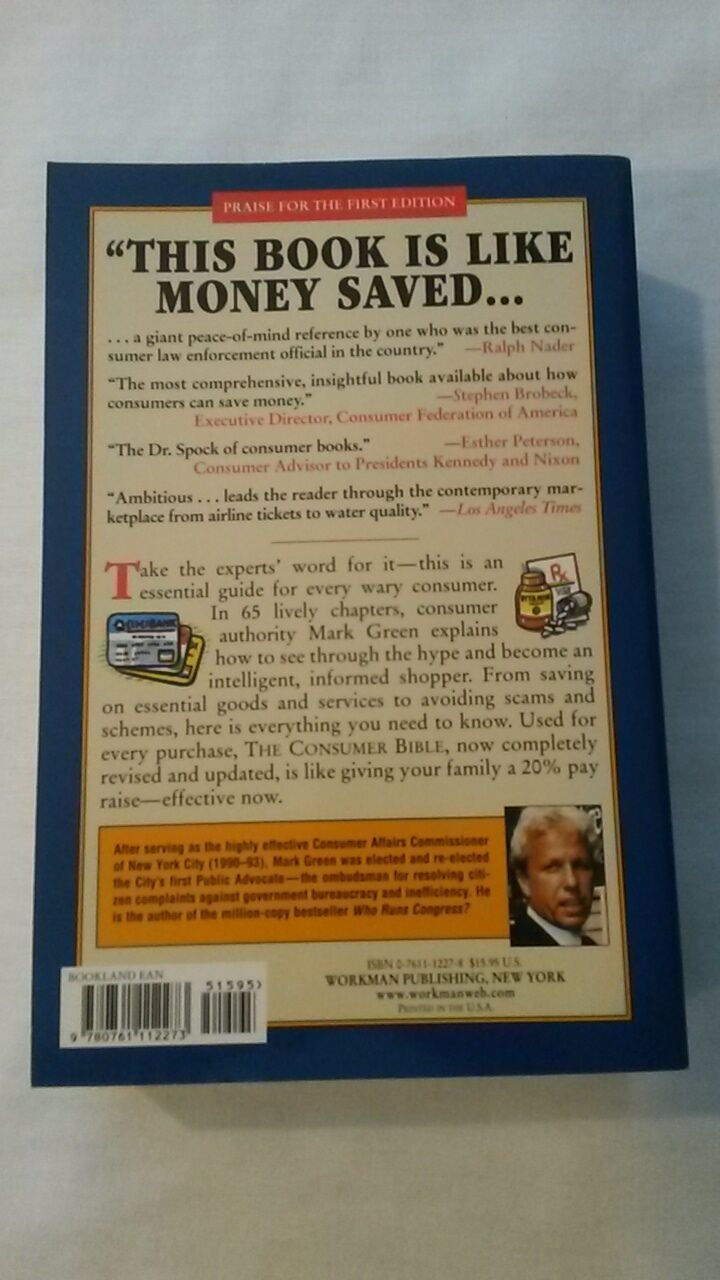 PRAISE FOR THE FIRST EDITION
“THIS BOOK IS LIKE
MONEY SAVED...
... a giant peace-of-mind reference by one who was the best con-
sumer law enforcement official in the country.” —Ralph Nader
“The most comprehensive, insightful book available about how
consumers can save money.” —Stephen Brobeck,
Executive Director, Consumer Federation of America
“The Dr. Spock of consumer books.” —Esther Peterson,
Consumer Advisor to Presidents Kennedy and Nixon
“Ambitious ... leads the reader through the contemporary mar-
ketplace from airline tickets to water quality.” —Los Angeles Times
Take the experts’ word for it—this is an
essential guide for every wary consumer.
In 65 lively chapters, consumer
authority Mark Green explains
how to see through the hype and become an
intelligent, informed shopper. From saving
on essential goods and services to avoiding scams and
schemes, here is everything you need to know. Used for
every purchase, THE CONSUMER BIBLE, now completely
revised and updated, is like giving your family a 20% pay
raise—effective now.
Rx
After serving as the highly effective Consumer Affairs Commissioner
of New York City (1990–93), Mark Green was elected and re-elected
the City’s first Public Advocate—the ombudsman for resolving citi-
zen complaints against government bureaucracy and inefficiency. He
is the author of the million-copy bestseller Who Runs Congress?
ISBN 0-7611-1227-8 $15.95 U.S.
WORKMAN PUBLISHING, NEW YORK
www.workmanweb.com
PRINTED IN THE U.S.A.
BOOKLAND EAN
51595>
9 780761 112273